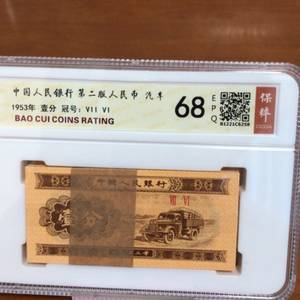 中国人民银行 第二版人民币 汽车
1953年 壹分 冠号：VII VI
BAO CUI COINS RATING
68
EPQ
B1221C6258
保粹
中国人民银行
VII VI
壹分